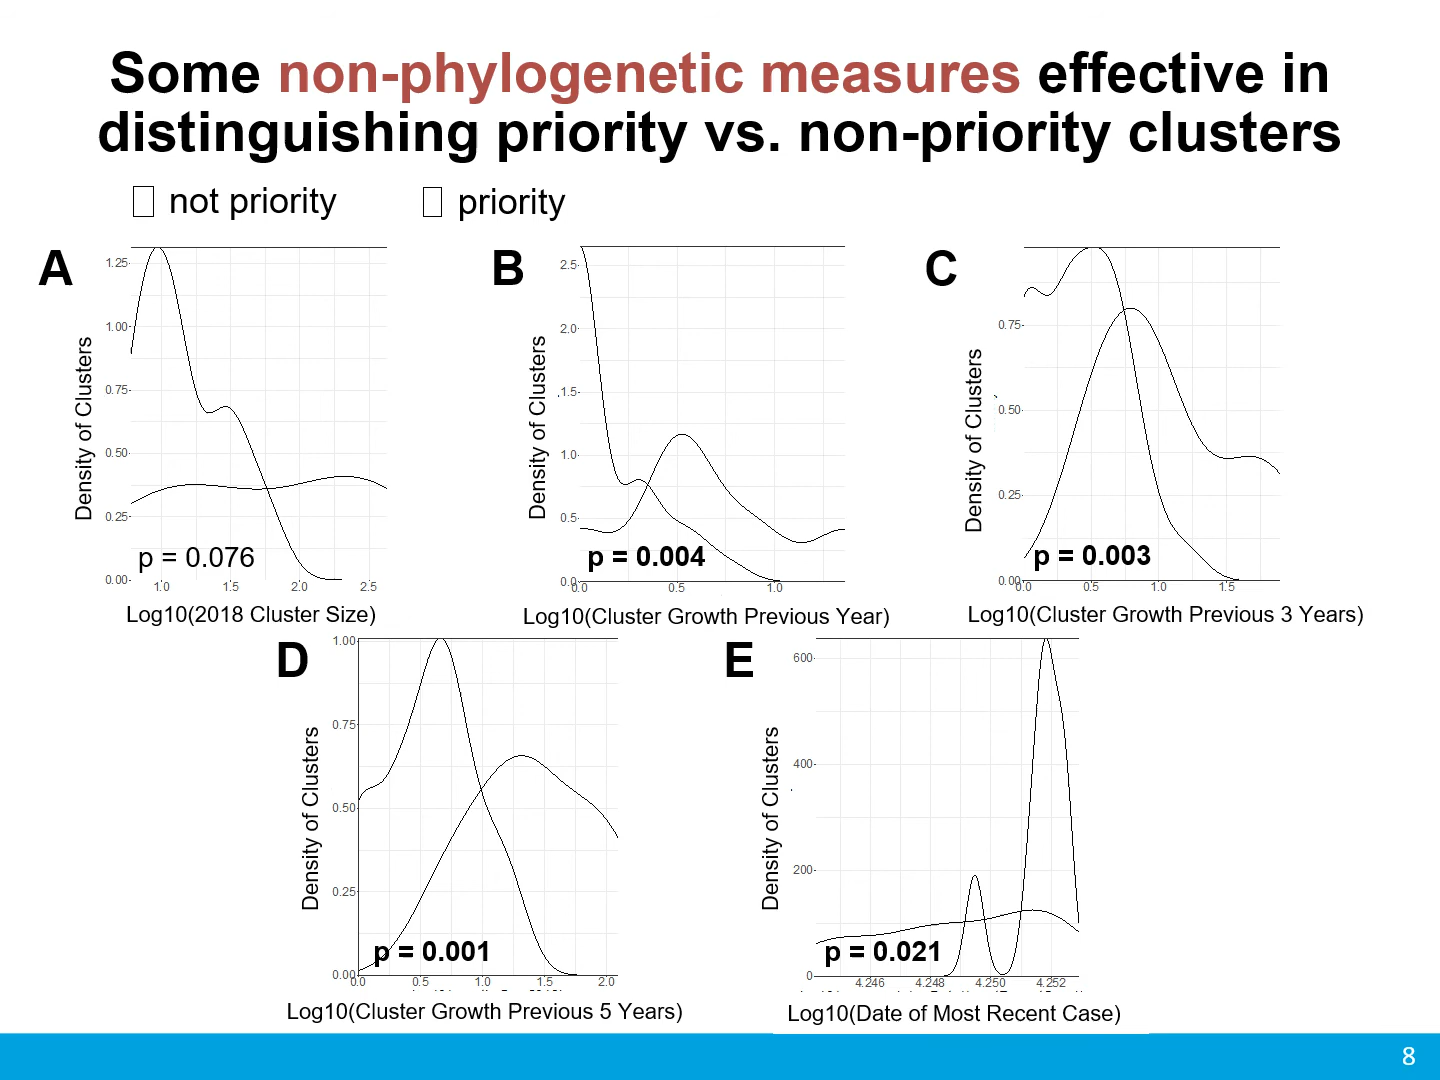 Some non-phylogenetic measures effective in
distinguishing priority vs. non-priority clusters
not priority
priority
A
Density of Clusters
1.25
1.00
0.75
0.50
0.25
0.00
p = 0.076
1.0 1.5 2.0 2.5
Log10(2018 Cluster Size)
B
Density of Clusters
2.5
2.0
1.5
1.0
0.5
0.0
p = 0.004
0.0 0.5 1.0
Log10(Cluster Growth Previous Year)
C
Density of Clusters
0.75
0.50
0.25
0.00
p = 0.003
0.0 0.5 1.0 1.5
Log10(Cluster Growth Previous 3 Years)
D
Density of Clusters
1.00
0.75
0.50
0.25
0.00
p = 0.001
0.0 0.5 1.0 1.5 2.0
Log10(Cluster Growth Previous 5 Years)
E
Density of Clusters
600
400
200
0
p = 0.021
4.246 4.248 4.250 4.252
Log10(Date of Most Recent Case)
8